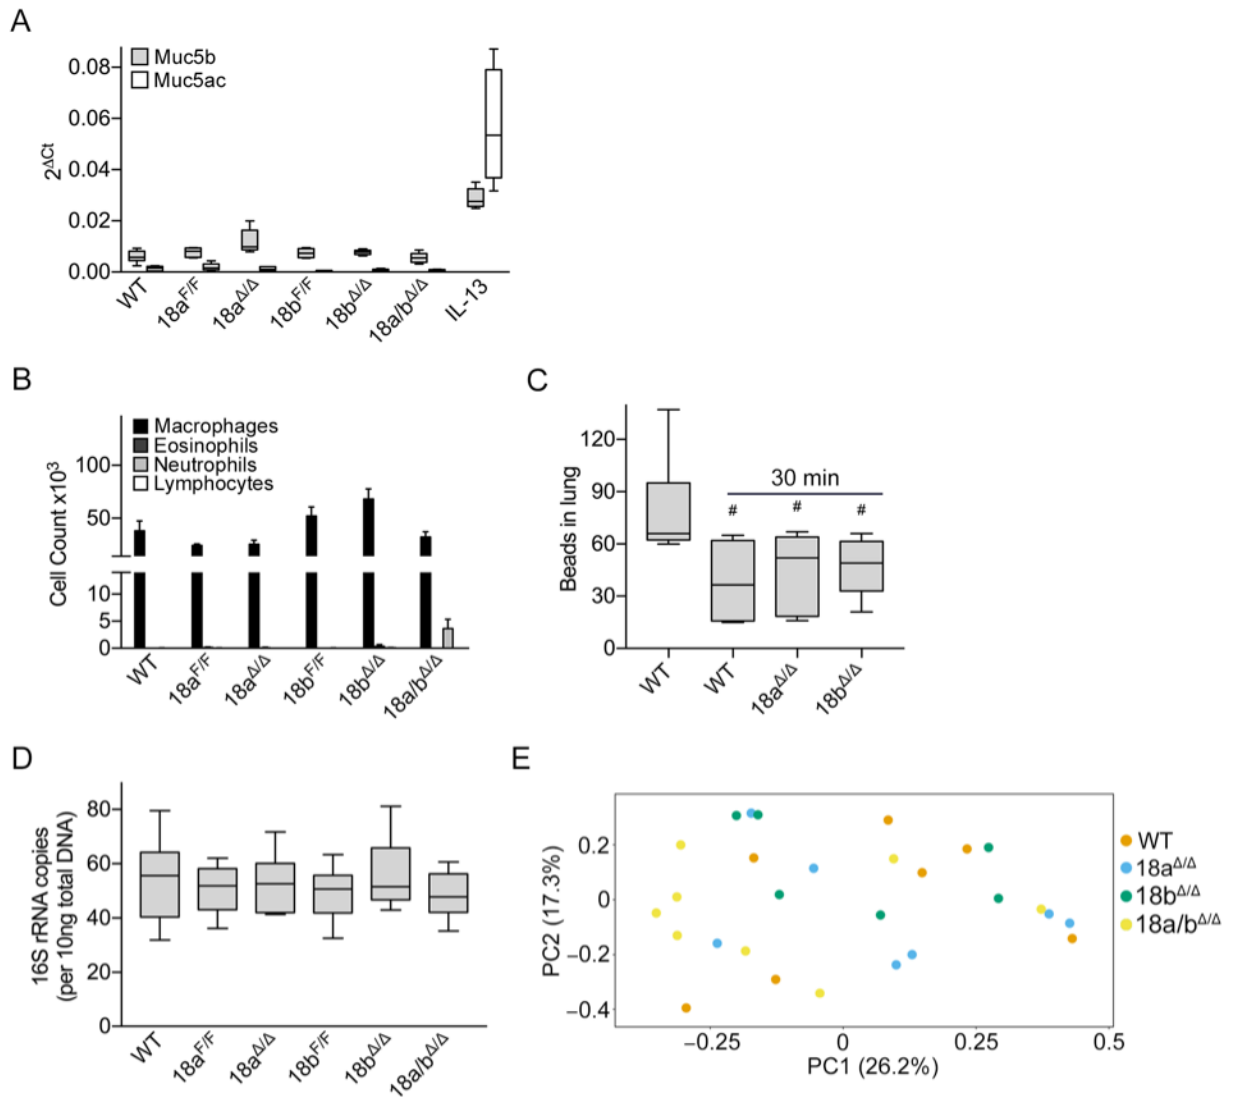 A
Muc5b
Muc5ac
2^ΔCt
0.08
0.06
0.04
0.02
0.00
WT
18a^F/F
18a^Δ/Δ
18b^F/F
18b^Δ/Δ
18a/b^Δ/Δ
IL-13
B
Macrophages
Eosinophils
Neutrophils
Lymphocytes
Cell Count x10³
100
50
10
5
0
WT
18a^F/F
18a^Δ/Δ
18b^F/F
18b^Δ/Δ
18a/b^Δ/Δ
C
Beads in lung
120
90
60
30
0
30 min
# # #
WT
WT
18a^Δ/Δ
18b^Δ/Δ
D
16S rRNA copies
(per 10ng total DNA)
80
60
40
20
0
WT
18a^F/F
18a^Δ/Δ
18b^F/F
18b^Δ/Δ
18a/b^Δ/Δ
E
PC2 (17.3%)
0.2
0
−0.2
−0.4
−0.25
0
0.25
0.5
PC1 (26.2%)
WT
18a^Δ/Δ
18b^Δ/Δ
18a/b^Δ/Δ